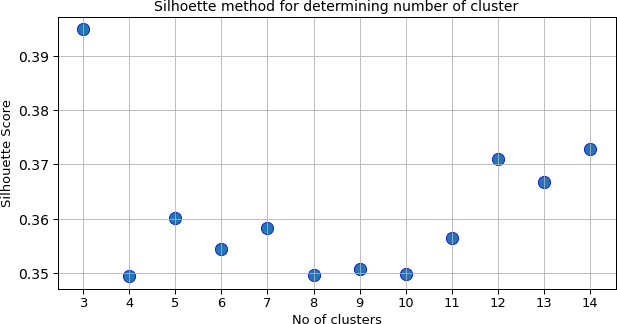 Silhoette method for determining number of cluster
Silhouette Score
0.39
0.38
0.37
0.36
0.35
3 4 5 6 7 8 9 10 11 12 13 14
No of clusters